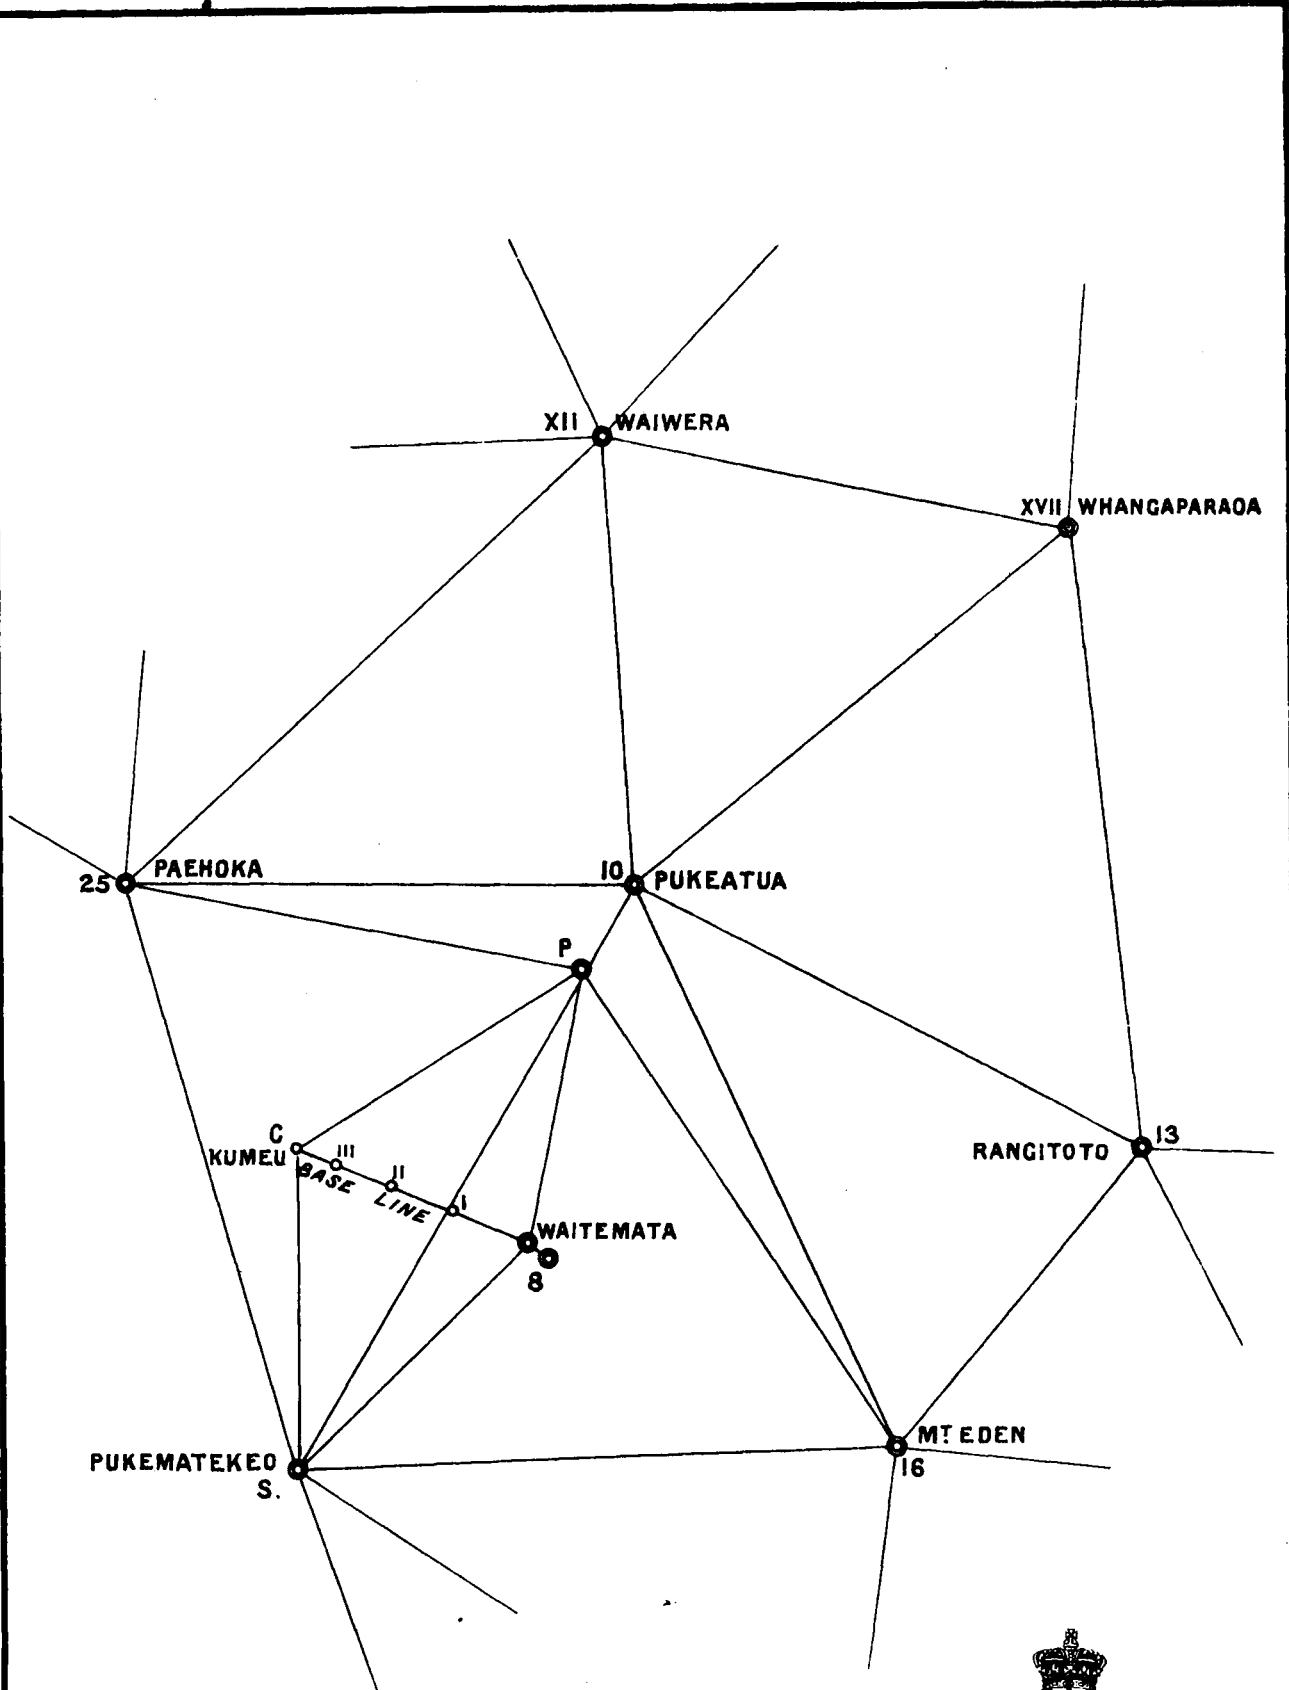 XII WAIWERA
XVII WHANGAPARAOA
25 PAEHOKA
10 PUKEATUA
P
C
KUMEU
III
II
I
BASE LINE
WAITEMATA
8
RANGITOTO 13
PUKEMATEKEO
S.
MT. EDEN
16